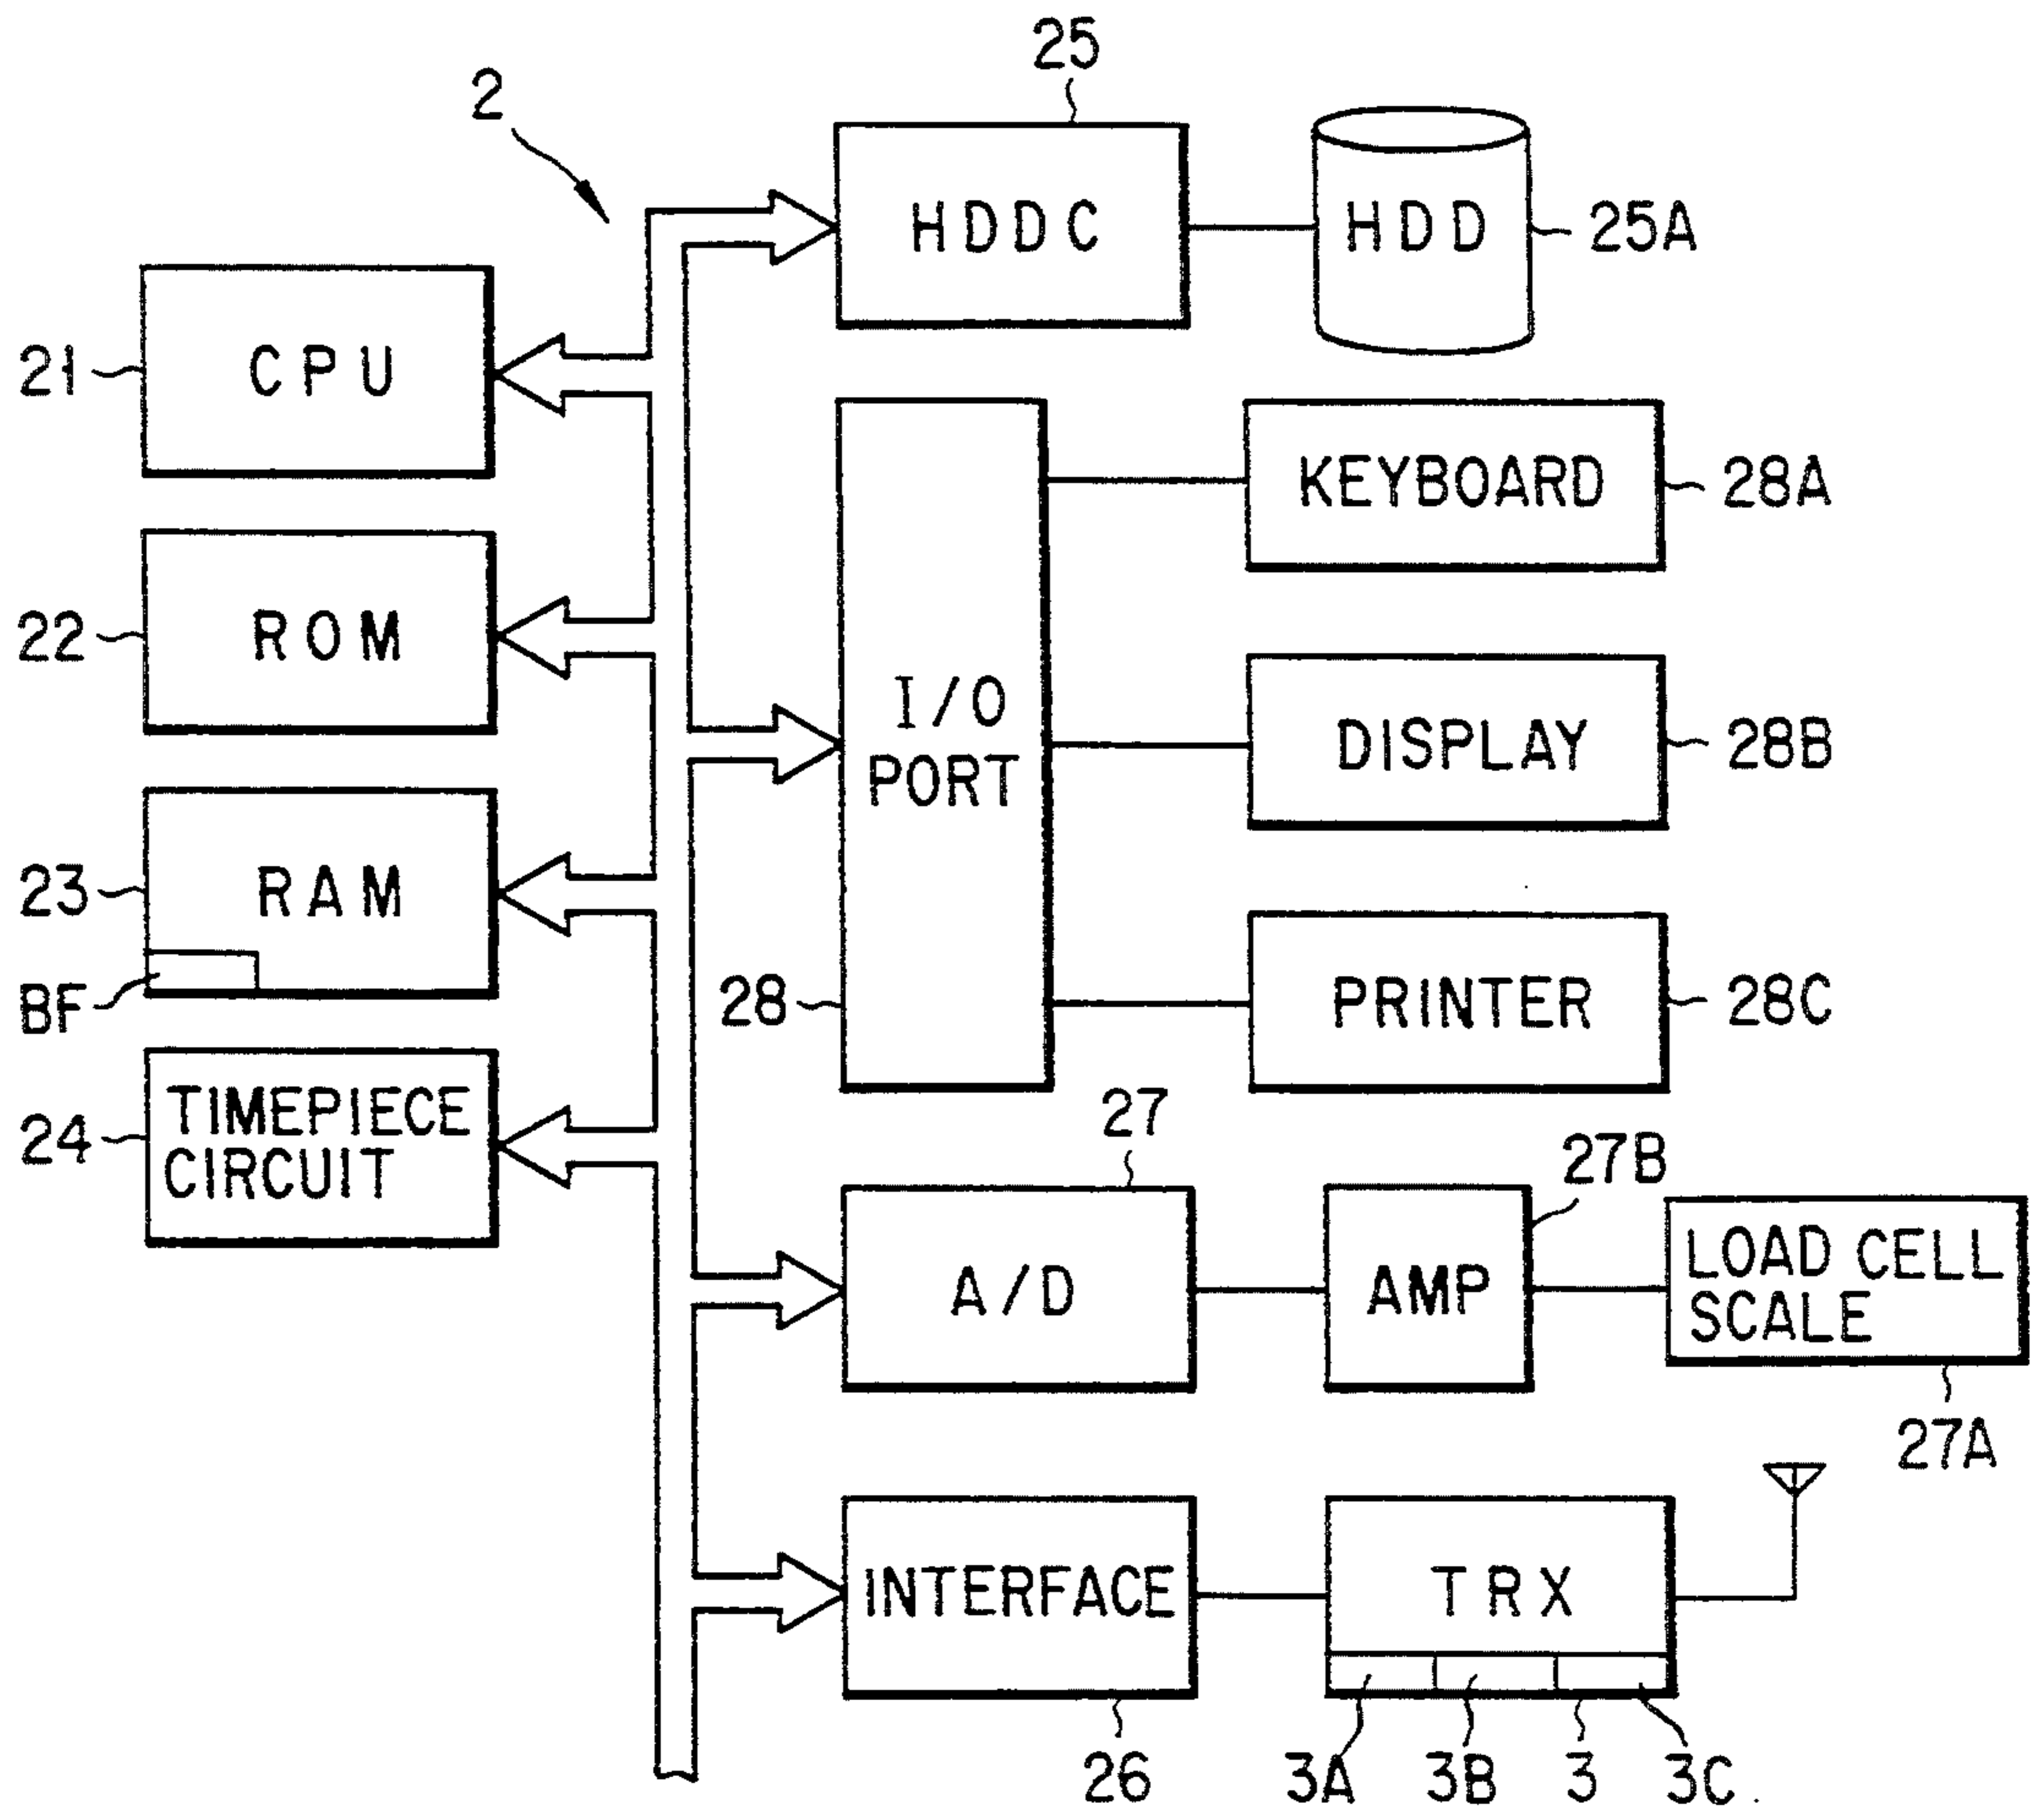 25
2
HDDC
HDD
25A
21
CPU
KEYBOARD
28A
22
ROM
I/O
PORT
DISPLAY
28B
23
RAM
BF
28
PRINTER
28C
24
TIMEPIECE
CIRCUIT
27
27B
A/D
AMP
LOAD CELL
SCALE
27A
INTERFACE
TRX
26
3A
3B
3
3C